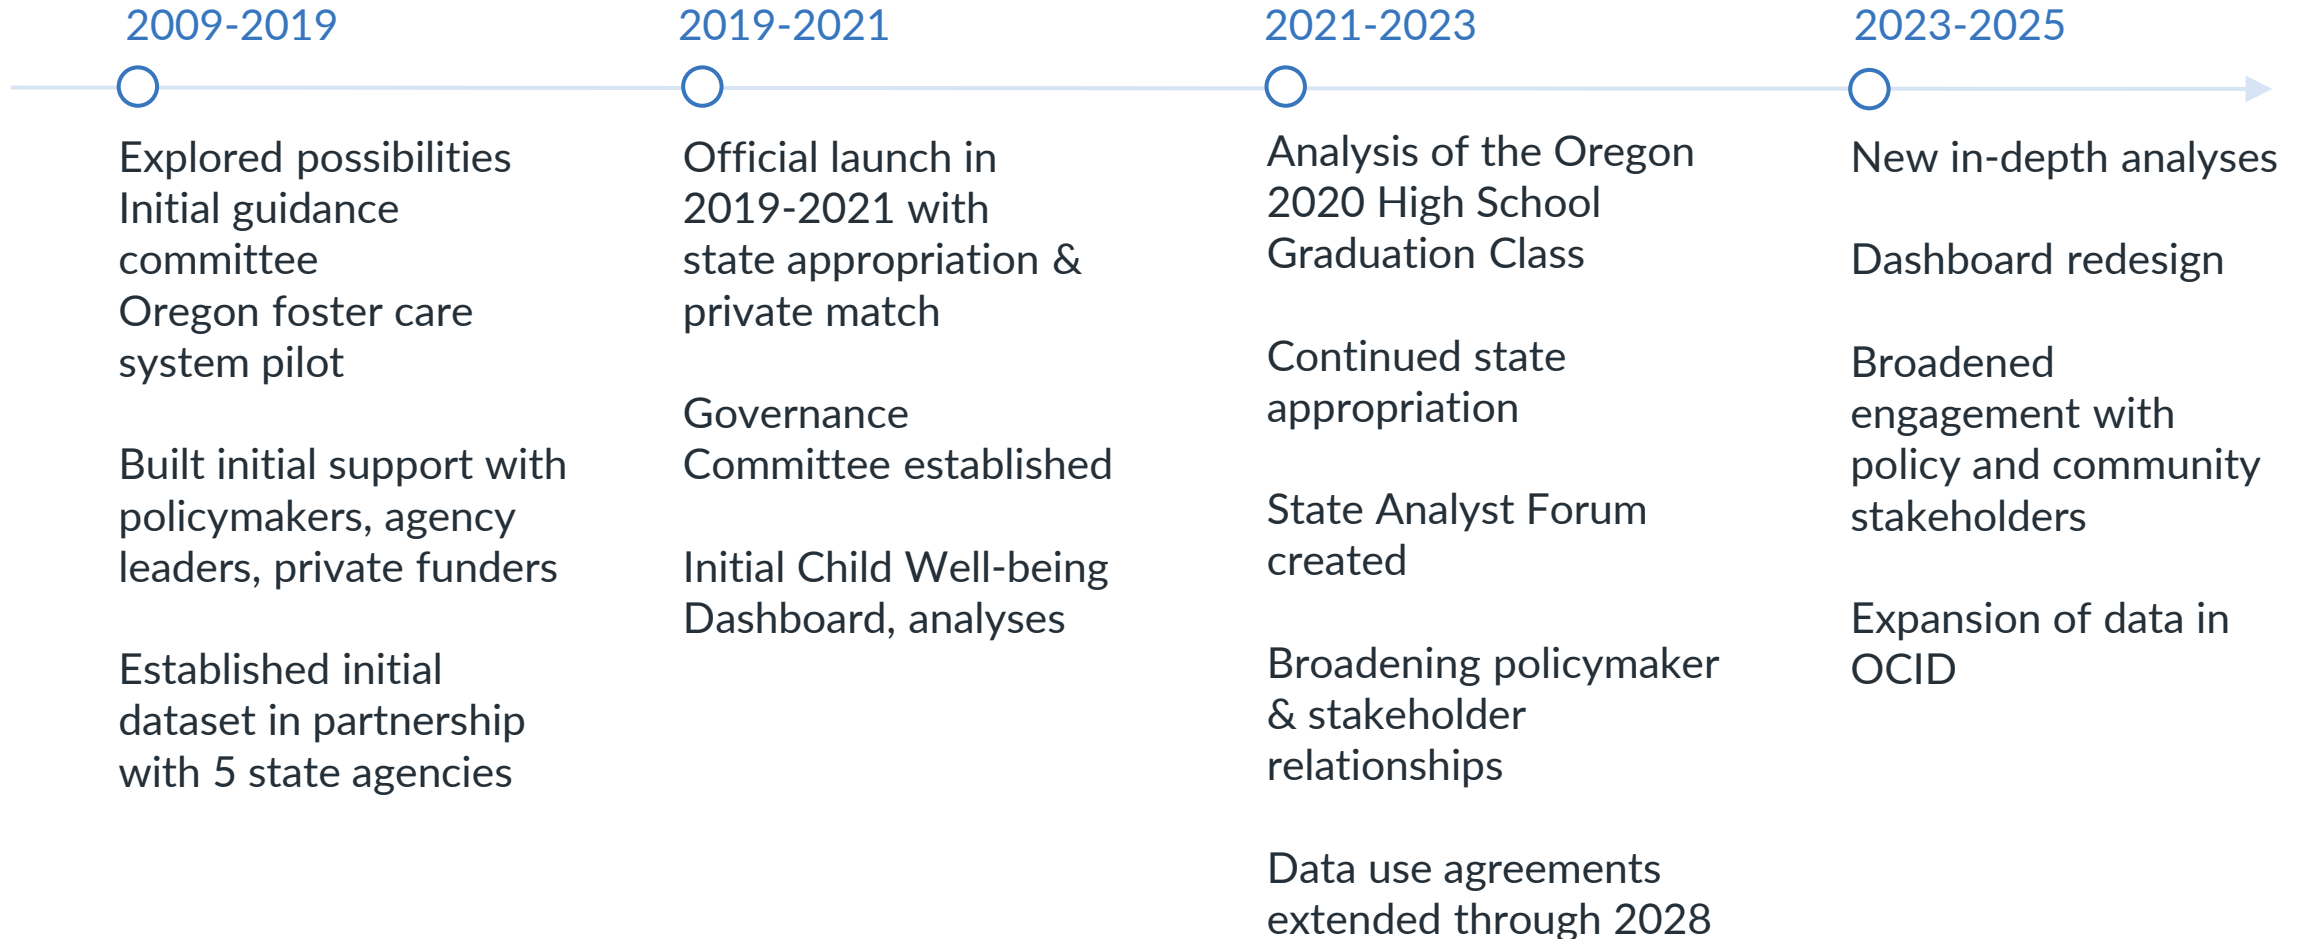 2009-2019
Explored possibilities
Initial guidance
committee
Oregon foster care
system pilot
Built initial support with
policymakers, agency
leaders, private funders
Established initial
dataset in partnership
with 5 state agencies
2019-2021
Official launch in
2019-2021 with
state appropriation &
private match
Governance
Committee established
Initial Child Well-being
Dashboard, analyses
2021-2023
Analysis of the Oregon
2020 High School
Graduation Class
Continued state
appropriation
State Analyst Forum
created
Broadening policymaker
& stakeholder
relationships
Data use agreements
extended through 2028
2023-2025
New in-depth analyses
Dashboard redesign
Broadened
engagement with
policy and community
stakeholders
Expansion of data in
OCID